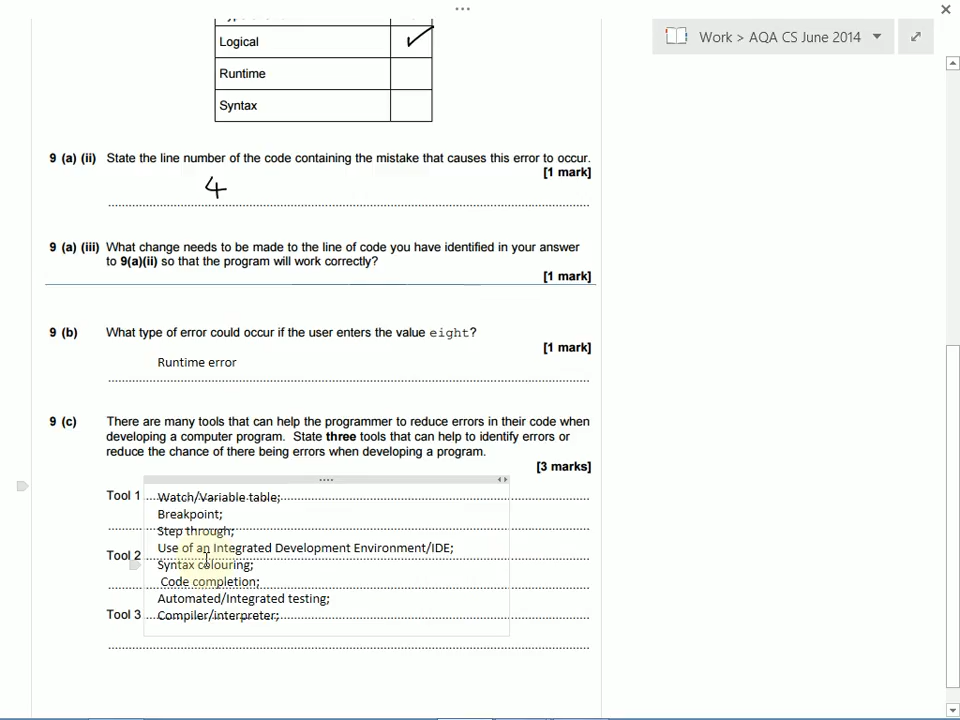 Work > AQA CS June 2014
Logical ✓
Runtime
Syntax
9 (a) (ii) State the line number of the code containing the mistake that causes this error to occur.
[1 mark]
4
9 (a) (iii) What change needs to be made to the line of code you have identified in your answer
to 9(a)(ii) so that the program will work correctly?
[1 mark]
9 (b) What type of error could occur if the user enters the value eight?
[1 mark]
Runtime error
9 (c) There are many tools that can help the programmer to reduce errors in their code when
developing a computer program. State three tools that can help to identify errors or
reduce the chance of there being errors when developing a program.
[3 marks]
Tool 1 Watch/Variable table;
Breakpoint;
Step through;
Use of an Integrated Development Environment/IDE;
Tool 2
Syntax colouring;
Code completion;
Automated/Integrated testing;
Tool 3 Compiler/interpreter;